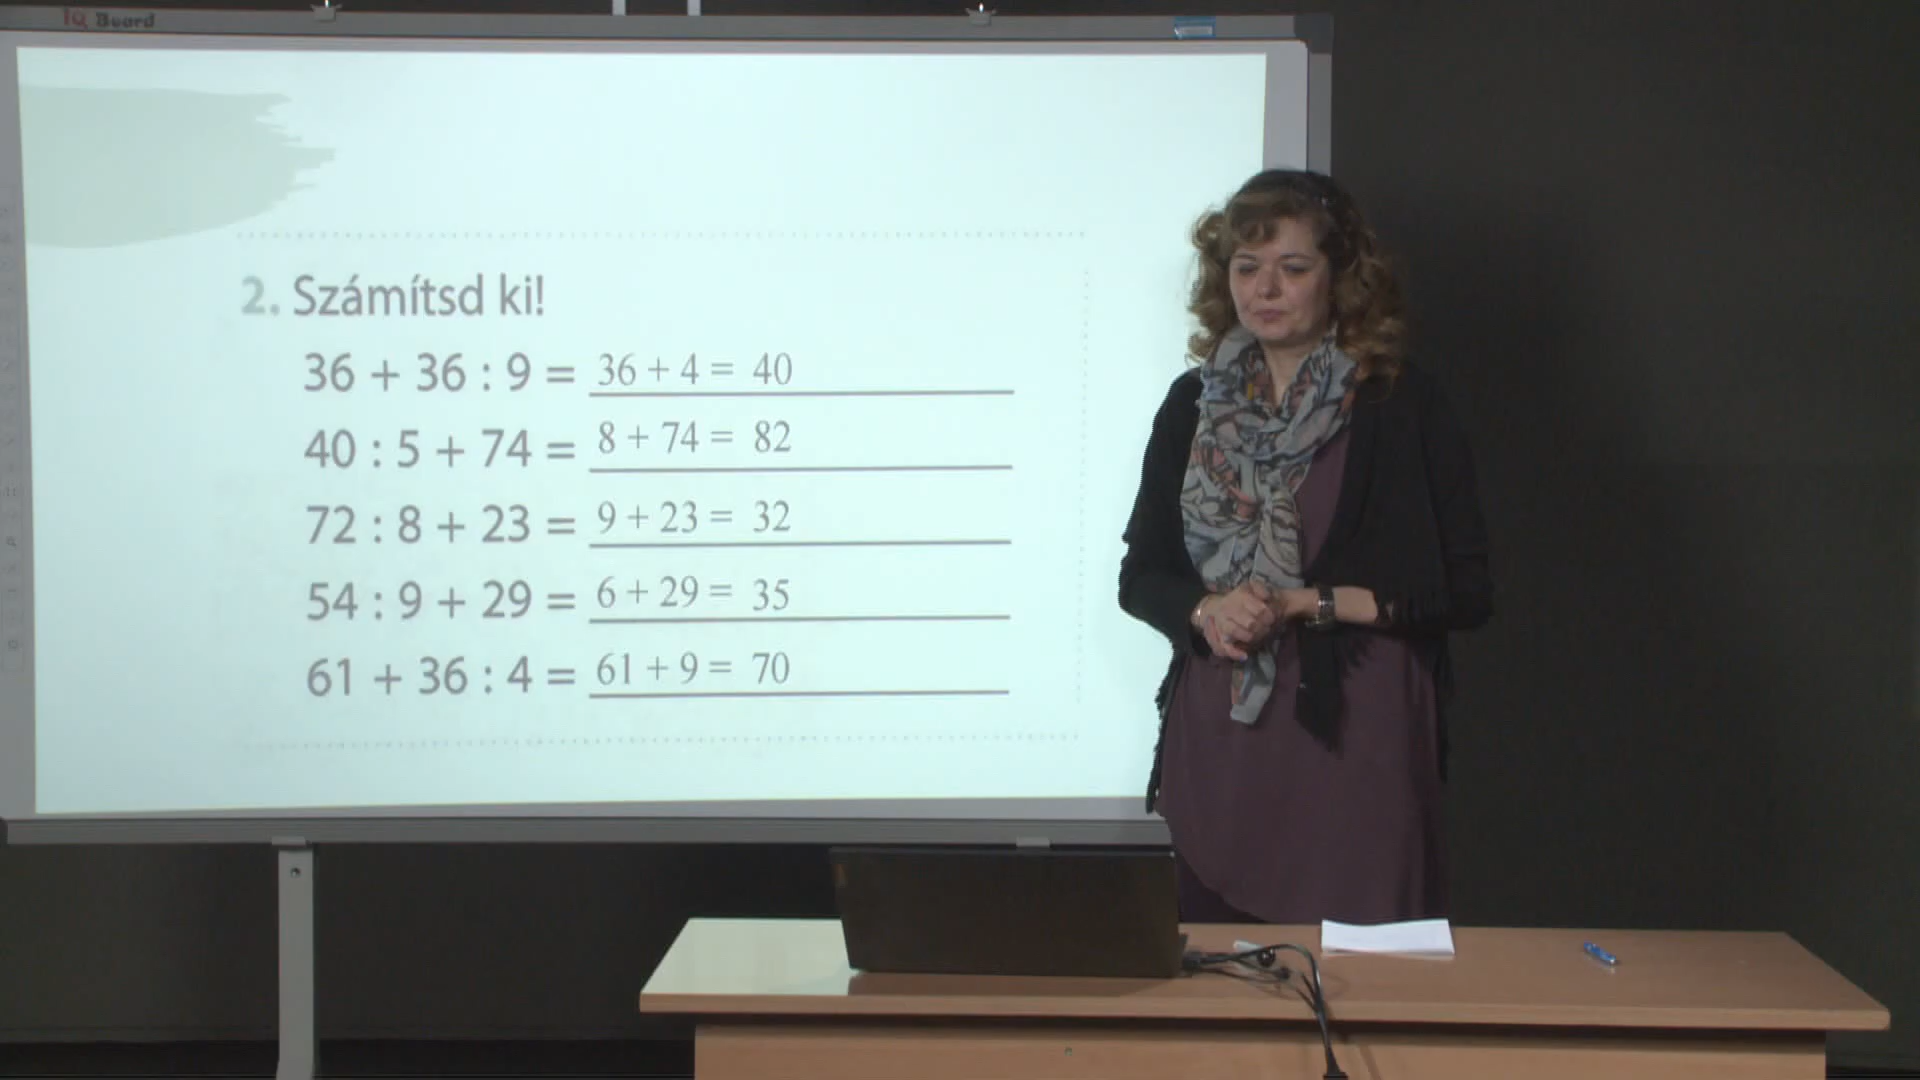 IQ Board
2. Számítsd ki!
36 + 36 : 9 = 36 + 4 = 40
40 : 5 + 74 = 8 + 74 = 82
72 : 8 + 23 = 9 + 23 = 32
54 : 9 + 29 = 6 + 29 = 35
61 + 36 : 4 = 61 + 9 = 70